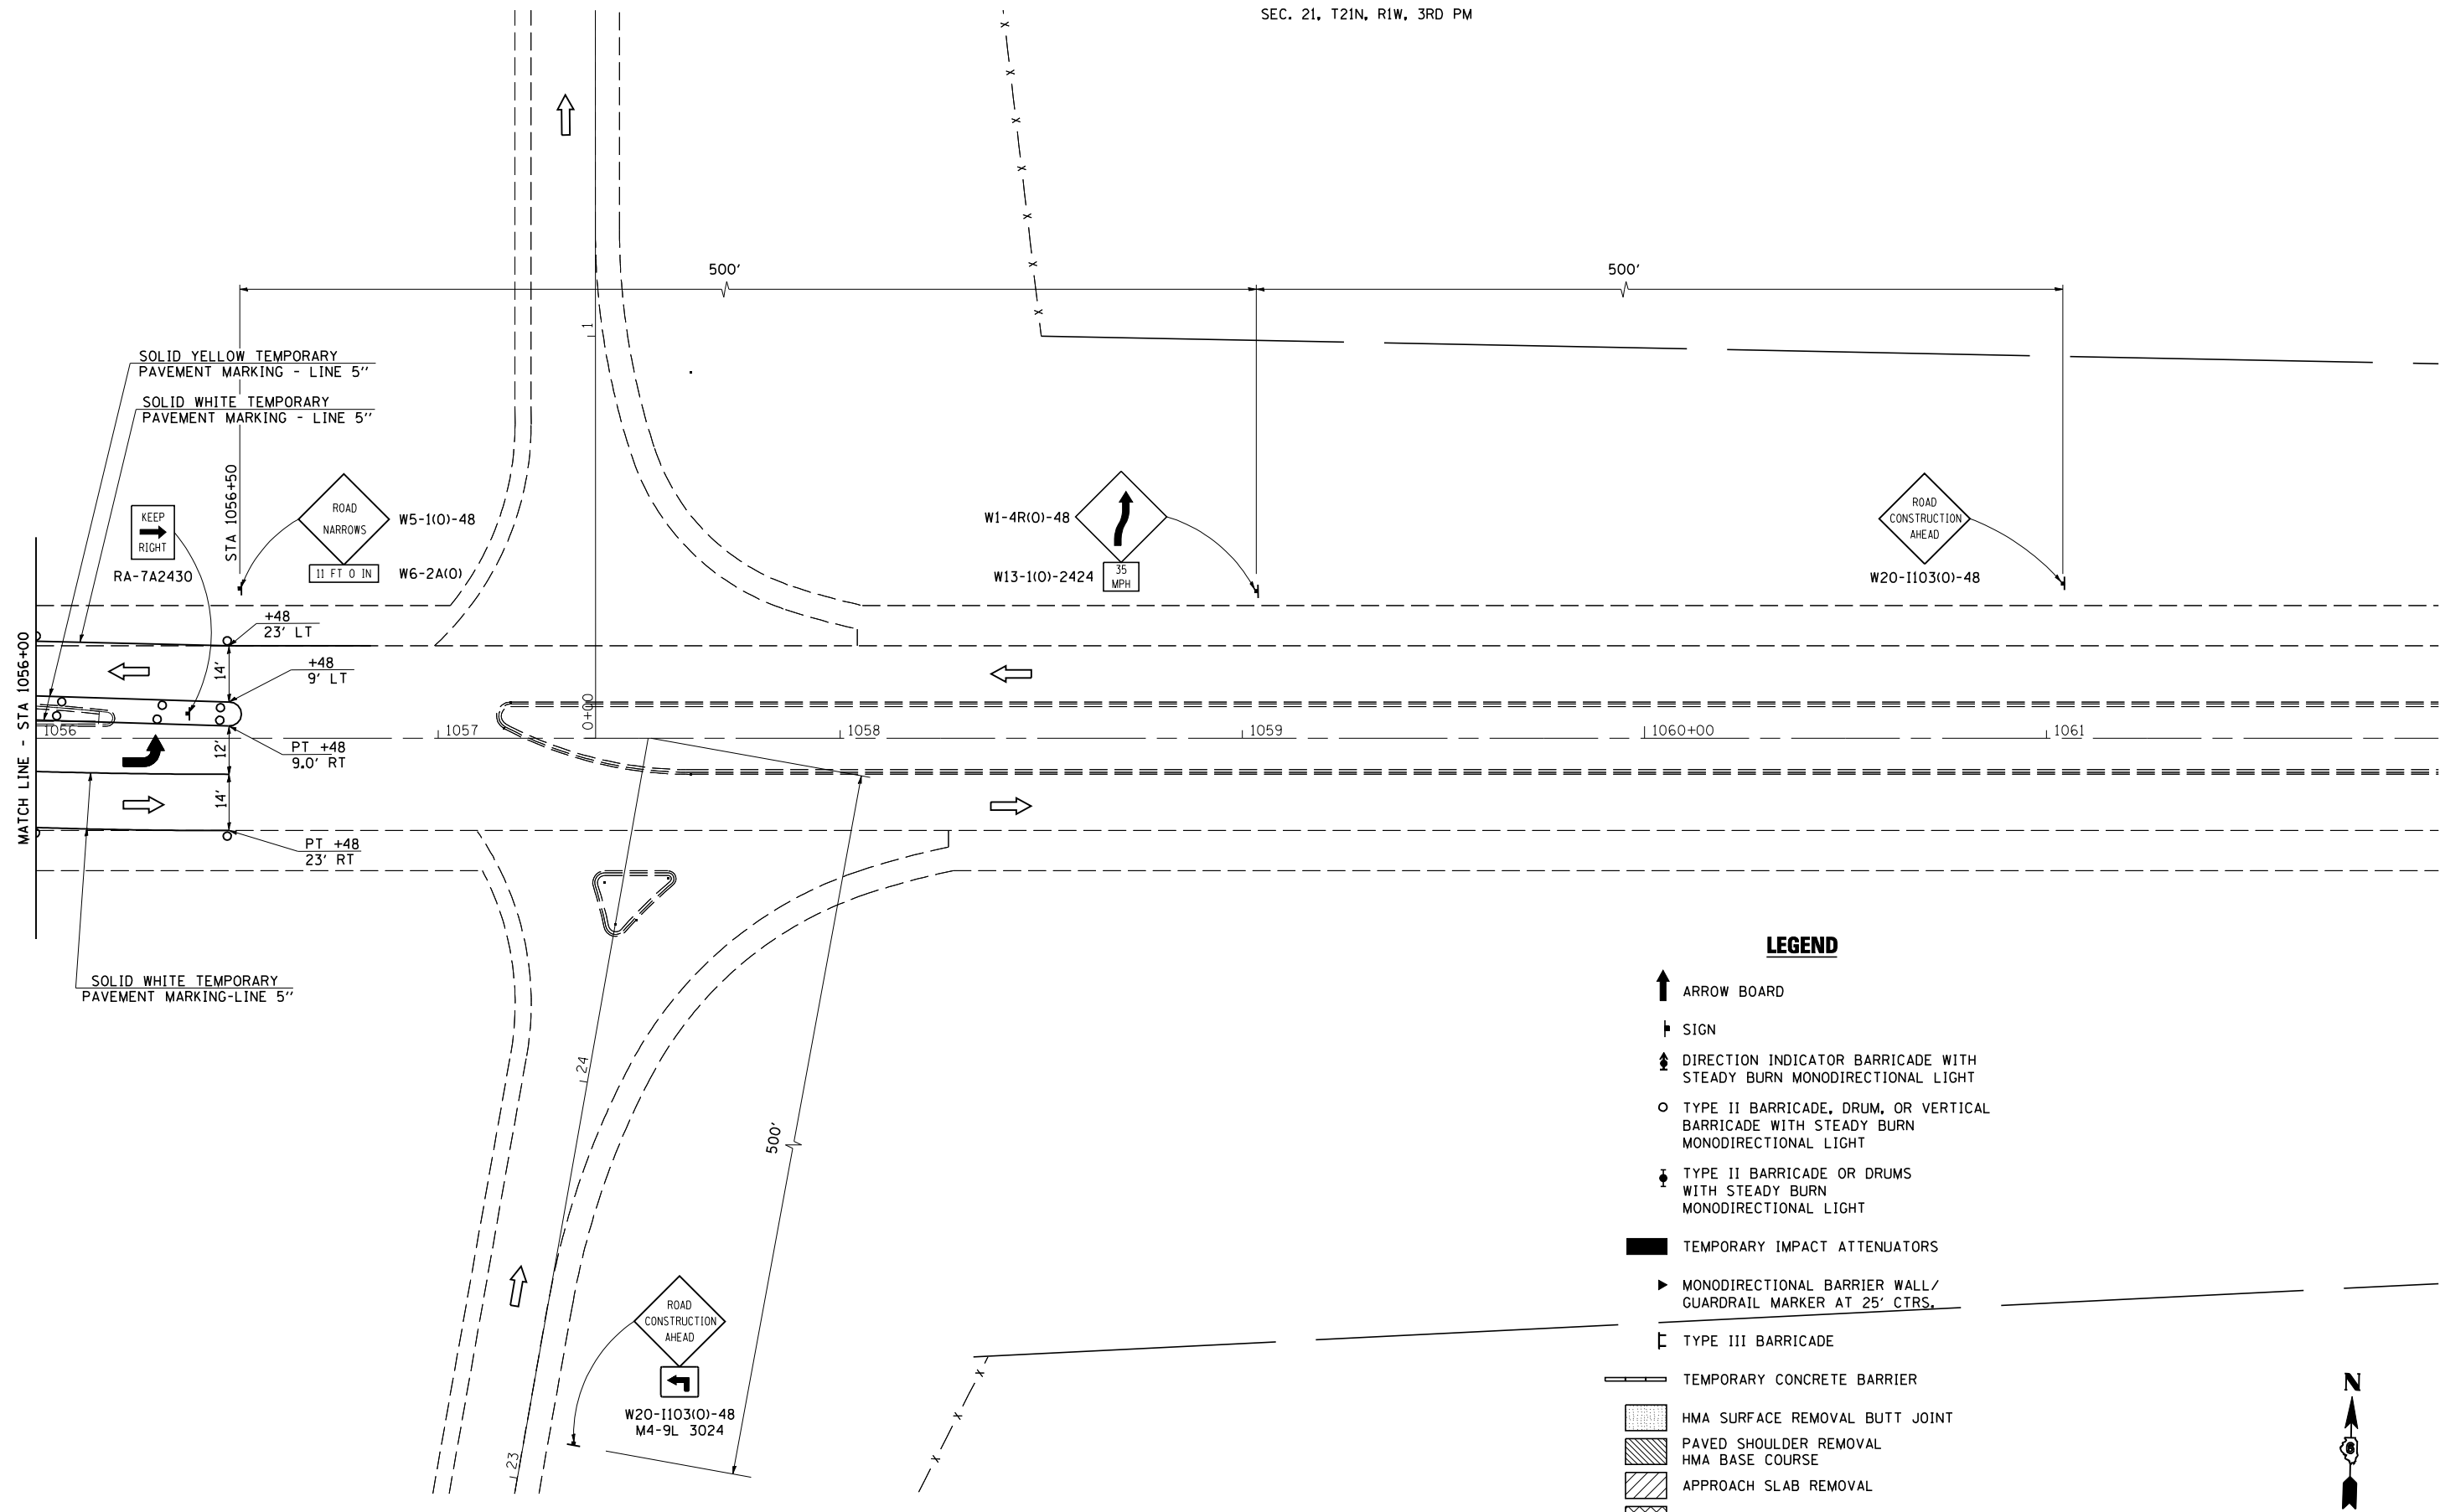 SEC. 21, T21N, R1W, 3RD PM
500'
500'
1
SOLID YELLOW TEMPORARY
PAVEMENT MARKING - LINE 5''
SOLID WHITE TEMPORARY
PAVEMENT MARKING - LINE 5''
STA 1056+50
KEEP
RIGHT
RA-7A2430
ROAD
NARROWS
W5-1(O)-48
11 FT 0 IN
W6-2A(O)
W1-4R(O)-48
W13-1(O)-2424
35
MPH
ROAD
CONSTRUCTION
AHEAD
W20-I103(O)-48
MATCH LINE - STA 1056+00
+48
23' LT
14'
+48
9' LT
0+00
1056
1057
1058
1059
1060+00
1061
12'
PT +48
9.0' RT
14'
PT +48
23' RT
SOLID WHITE TEMPORARY
PAVEMENT MARKING-LINE 5''
24
500'
23
ROAD
CONSTRUCTION
AHEAD
W20-I103(O)-48
M4-9L 3024
LEGEND
ARROW BOARD
SIGN
DIRECTION INDICATOR BARRICADE WITH
STEADY BURN MONODIRECTIONAL LIGHT
TYPE II BARRICADE, DRUM, OR VERTICAL
BARRICADE WITH STEADY BURN
MONODIRECTIONAL LIGHT
TYPE II BARRICADE OR DRUMS
WITH STEADY BURN
MONODIRECTIONAL LIGHT
TEMPORARY IMPACT ATTENUATORS
MONODIRECTIONAL BARRIER WALL/
GUARDRAIL MARKER AT 25' CTRS.
TYPE III BARRICADE
TEMPORARY CONCRETE BARRIER
HMA SURFACE REMOVAL BUTT JOINT
PAVED SHOULDER REMOVAL
HMA BASE COURSE
APPROACH SLAB REMOVAL
N
6